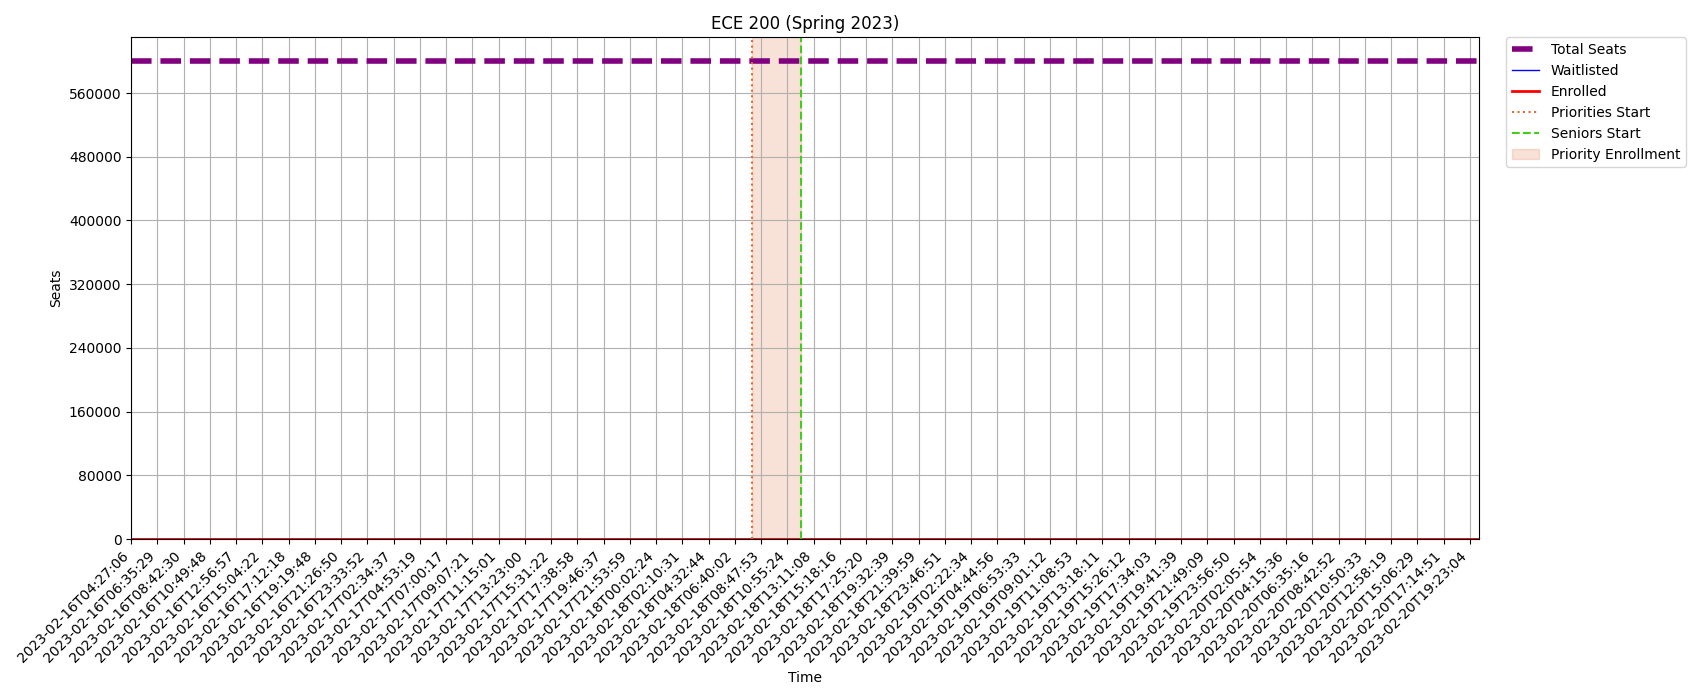 ECE 200 (Spring 2023)
Total Seats
Waitlisted
Enrolled
Priorities Start
Seniors Start
Priority Enrollment
Seats
560000
480000
400000
320000
240000
160000
80000
0
2023-02-16T04:27:06
2023-02-16T06:35:29
2023-02-16T08:42:30
2023-02-16T10:49:48
2023-02-16T12:56:57
2023-02-16T15:04:22
2023-02-16T17:12:18
2023-02-16T19:19:48
2023-02-16T21:26:50
2023-02-16T23:33:52
2023-02-17T02:34:37
2023-02-17T04:53:19
2023-02-17T07:00:17
2023-02-17T09:07:21
2023-02-17T11:15:01
2023-02-17T13:23:00
2023-02-17T15:31:22
2023-02-17T17:38:58
2023-02-17T19:46:37
2023-02-17T21:53:59
2023-02-18T00:02:24
2023-02-18T02:10:31
2023-02-18T04:32:44
2023-02-18T06:40:02
2023-02-18T08:47:53
2023-02-18T10:55:24
2023-02-18T13:11:08
2023-02-18T15:18:16
2023-02-18T17:25:20
2023-02-18T19:32:39
2023-02-18T21:39:59
2023-02-18T23:46:51
2023-02-19T02:22:34
2023-02-19T04:44:56
2023-02-19T06:53:33
2023-02-19T09:01:12
2023-02-19T11:08:53
2023-02-19T13:18:11
2023-02-19T15:26:12
2023-02-19T17:34:03
2023-02-19T19:41:39
2023-02-19T21:49:09
2023-02-19T23:56:50
2023-02-20T02:05:54
2023-02-20T04:15:36
2023-02-20T06:35:16
2023-02-20T08:42:52
2023-02-20T10:50:33
2023-02-20T12:58:19
2023-02-20T15:06:29
2023-02-20T17:14:51
2023-02-20T19:23:04
Time